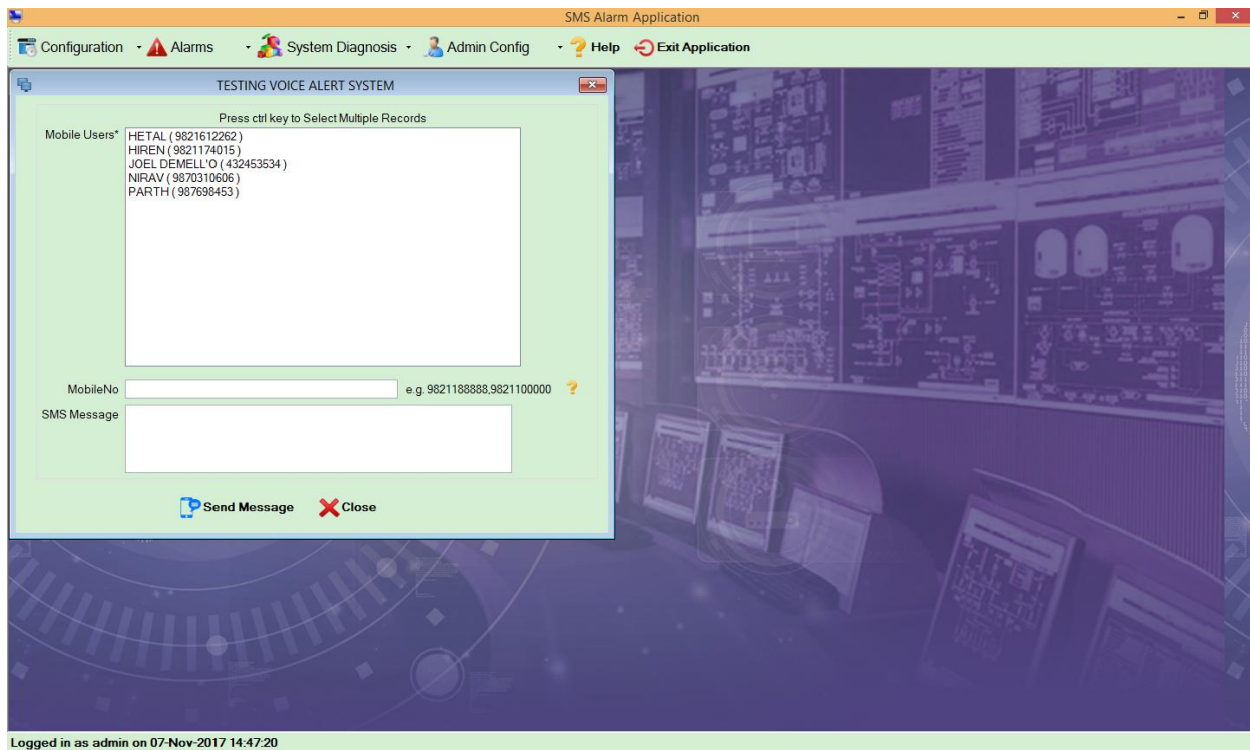 SMS Alarm Application
Configuration Alarms System Diagnosis Admin Config Help Exit Application
TESTING VOICE ALERT SYSTEM
Press ctrl key to Select Multiple Records
Mobile Users*
HETAL ( 9821612262 )
HIREN ( 9821174015 )
JOEL DEMELL'O ( 432453534 )
NIRAV ( 9870310606 )
PARTH ( 987698453 )
MobileNo e.g. 9821188888,9821100000
SMS Message
Send Message Close
Logged in as admin on 07-Nov-2017 14:47:20